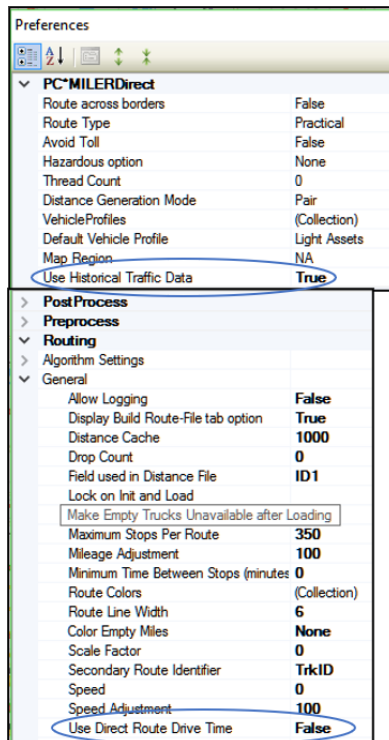 Preferences
PC*MILERDirect
Route across borders False
Route Type Practical
Avoid Toll False
Hazardous option None
Thread Count 0
Distance Generation Mode Pair
VehicleProfiles (Collection)
Default Vehicle Profile Light Assets
Map Region NA
Use Historical Traffic Data True
PostProcess
Preprocess
Routing
Algorithm Settings
General
Allow Logging False
Display Build Route-File tab option True
Distance Cache 1000
Drop Count 0
Field used in Distance File ID1
Lock on Init and Load
Make Empty Trucks Unavailable after Loading
Maximum Stops Per Route 350
Mileage Adjustment 100
Minimum Time Between Stops (minutes 0
Route Colors (Collection)
Route Line Width 6
Color Empty Miles None
Scale Factor 0
Secondary Route Identifier TrkID
Speed 0
Speed Adjustment 100
Use Direct Route Drive Time False